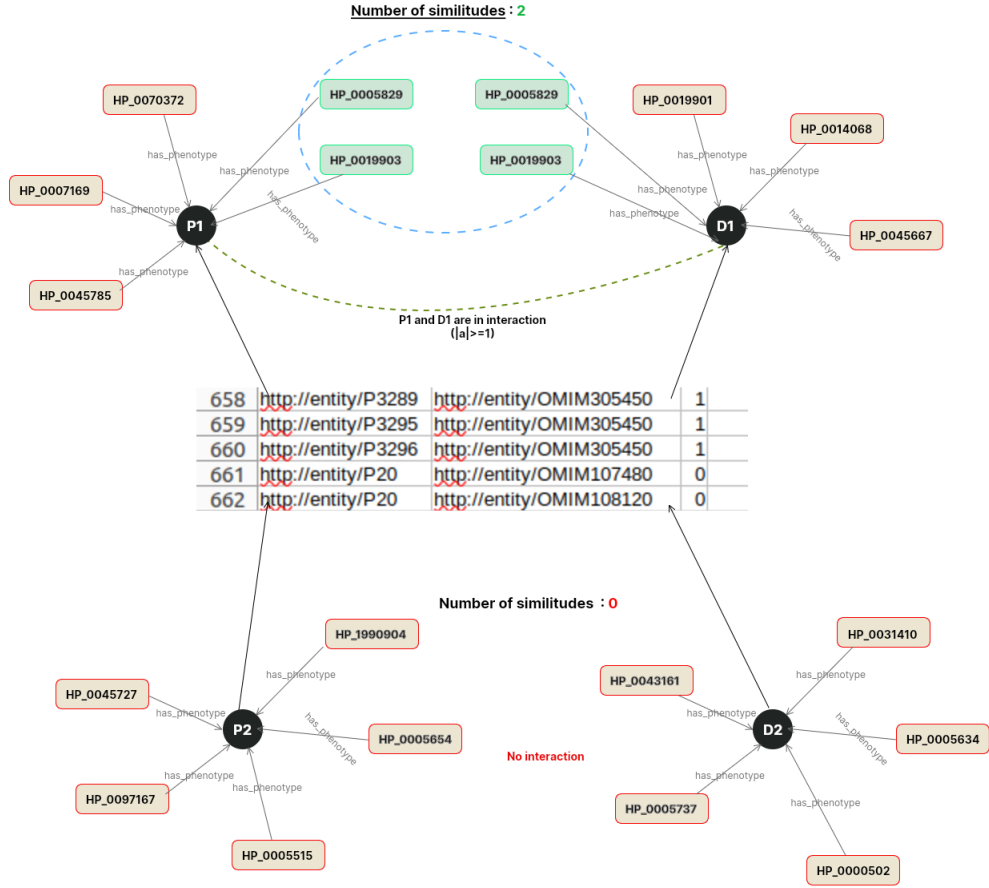 Number of similitudes : 2
HP_0070372
HP_0005829
HP_0005829
HP_0019901
HP_0014068
has_phenotype
HP_0019903
HP_0019903
has_phenotype
has_phenotype
has_phenotype
has_phenotype
HP_0007169
has_phenotype
has_phenotype
has_phenotype
has_phenotype
P1
D1
HP_0045667
has_phenotype
HP_0045785
P1 and D1 are in interaction
(|a|>=1)
658 http://entity/P3289 http://entity/OMIM305450 1
659 http://entity/P3295 http://entity/OMIM305450 1
660 http://entity/P3296 http://entity/OMIM305450 1
661 http://entity/P20 http://entity/OMIM107480 0
662 http://entity/P20 http://entity/OMIM108120 0
Number of similitudes : 0
HP_1990904
HP_0031410
has_phenotype
HP_0043161
has_phenotype
HP_0045727
has_phenotype
has_phenotype
has_phenotype
has_phenotype
P2
HP_0005654
D2
HP_0005634
No interaction
has_phenotype
has_phenotype
has_phenotype
HP_0097167
HP_0005737
has_phenotype
HP_0005515
HP_0000502